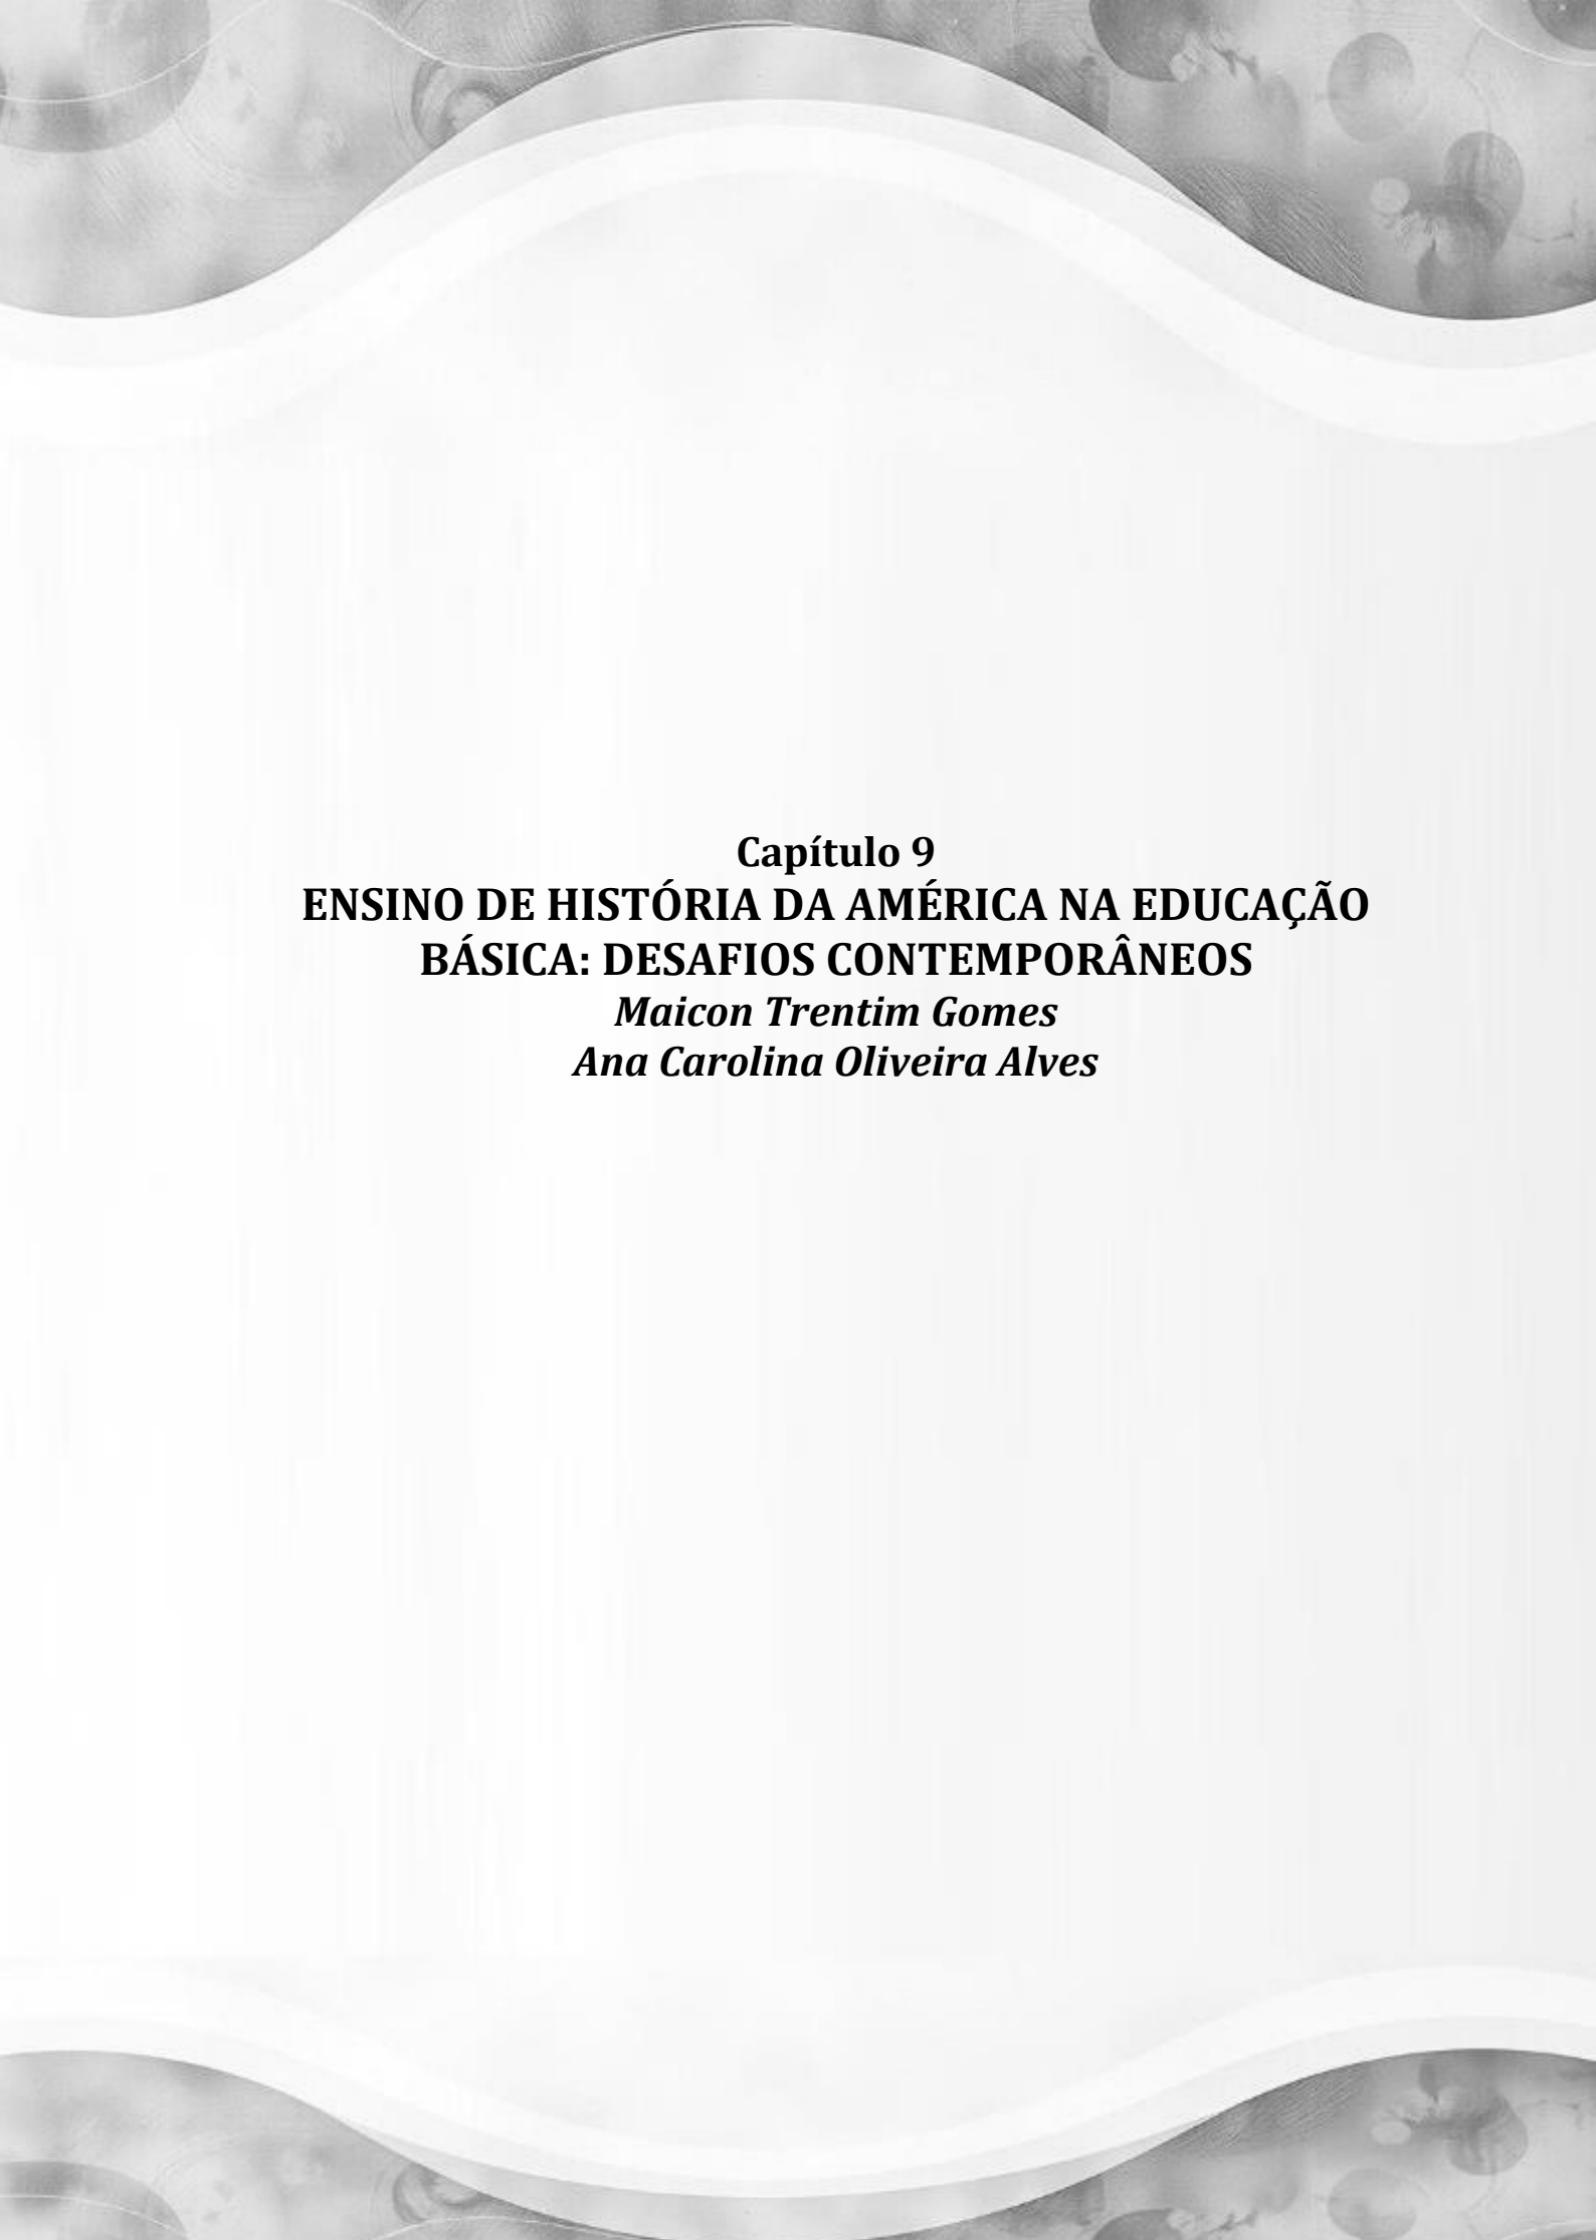 Capítulo 9
ENSINO DE HISTÓRIA DA AMÉRICA NA EDUCAÇÃO
BÁSICA: DESAFIOS CONTEMPORÂNEOS
Maicon Trentim Gomes
Ana Carolina Oliveira Alves